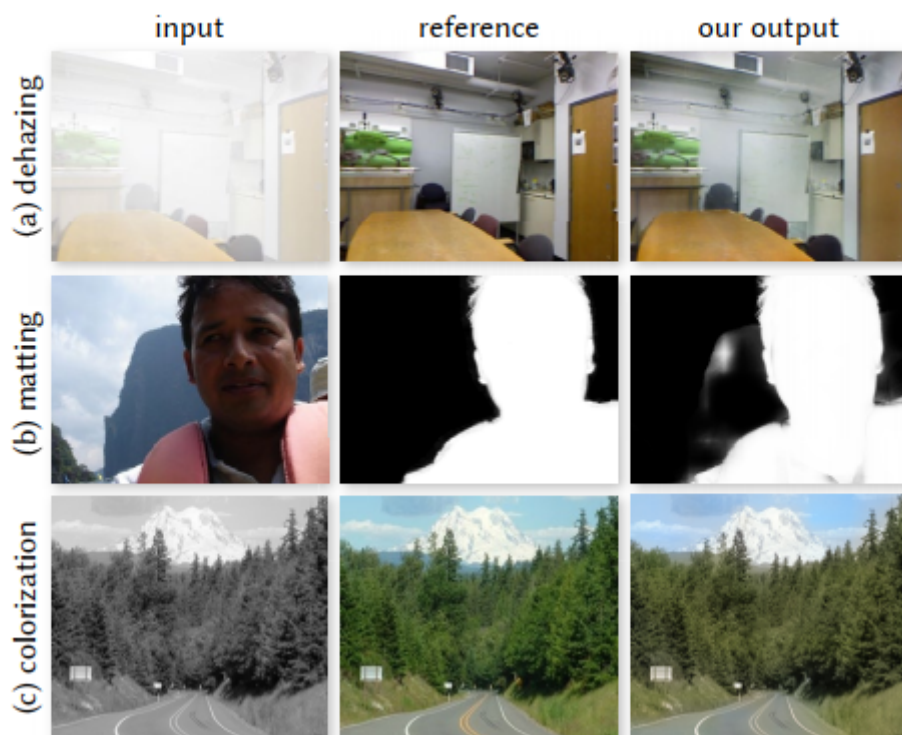 input reference our output
(a) dehazing
(b) matting
(c) colorization